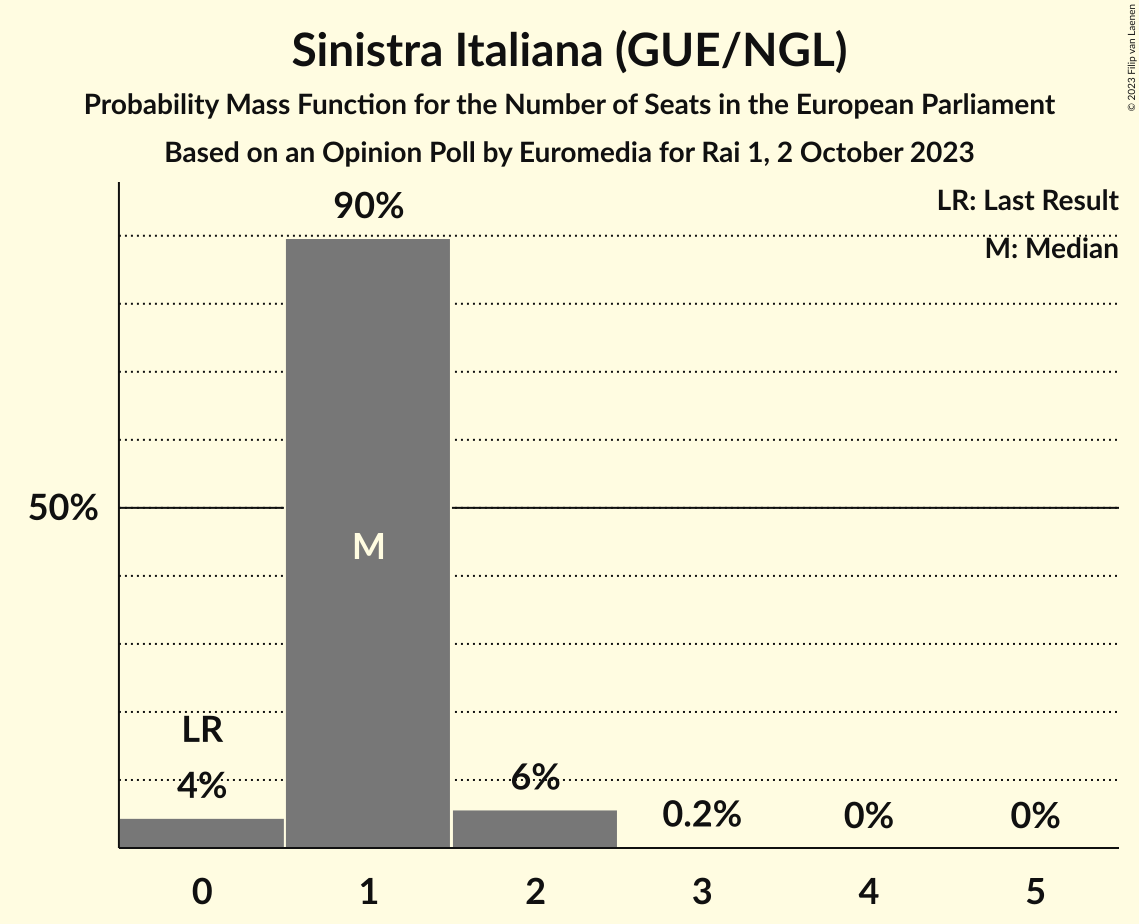 Sinistra Italiana (GUE/NGL)
Probability Mass Function for the Number of Seats in the European Parliament
Based on an Opinion Poll by Euromedia for Rai 1, 2 October 2023
© 2023 Filip van Laenen
LR: Last Result
M: Median
90%
50%
M
LR
4%
6%
0.2%
0%
0%
0
1
2
3
4
5